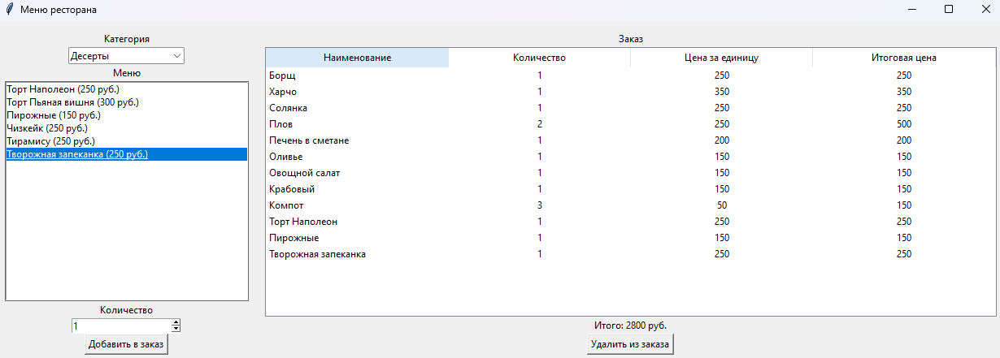 Меню ресторана
Категория
Десерты
Меню
Торт Наполеон (250 руб.)
Торт Пьяная вишня (300 руб.)
Пирожные (150 руб.)
Чизкейк (250 руб.)
Тирамису (250 руб.)
Творожная запеканка (250 руб.)
Количество
1
Добавить в заказ
Заказ
Наименование Количество Цена за единицу Итоговая цена
Борщ 1 250 250
Харчо 1 350 350
Солянка 1 250 250
Плов 2 250 500
Печень в сметане 1 200 200
Оливье 1 150 150
Овощной салат 1 150 150
Крабовый 1 150 150
Компот 3 50 150
Торт Наполеон 1 250 250
Пирожные 1 150 150
Творожная запеканка 1 250 250
Итого: 2800 руб.
Удалить из заказа